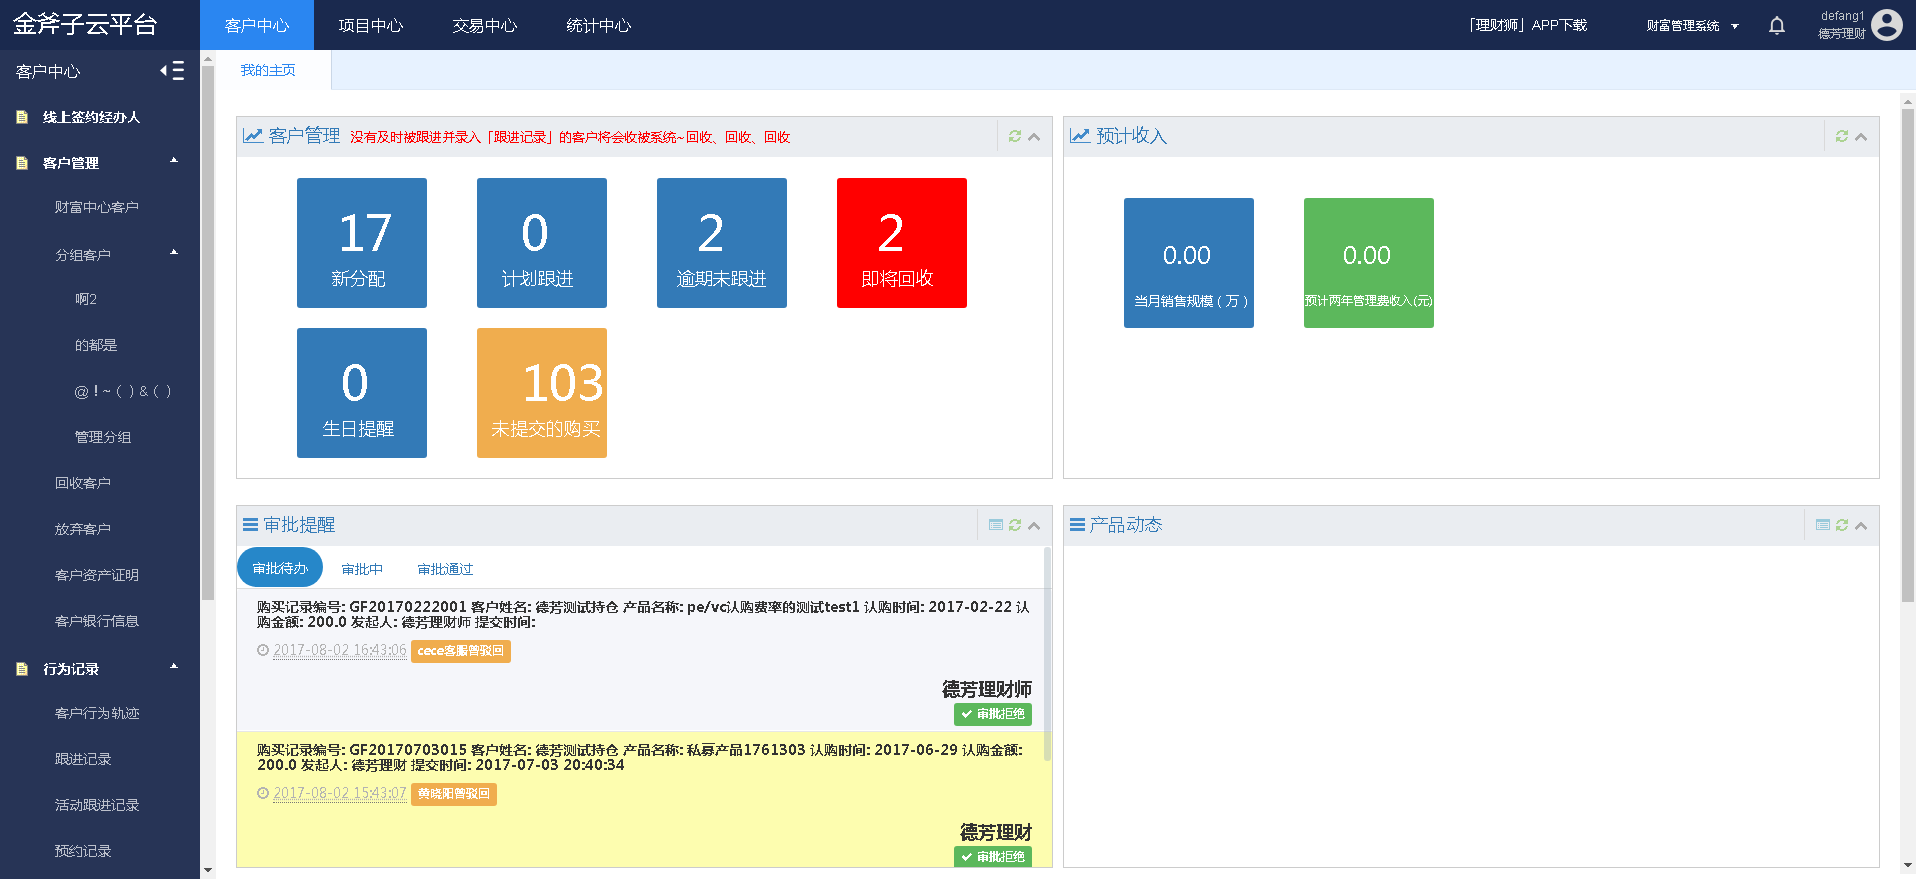 金斧子云平台
客户中心
项目中心
交易中心
统计中心
「理财狮」APP下载
财富管理系统
defang1
德芳理财
客户中心
线上签约经办人
客户管理
财富中心客户
分组客户
啊2
的都是
@！~（）&（）
管理分组
回收客户
放弃客户
客户资产证明
客户银行信息
行为记录
客户行为轨迹
跟进记录
活动跟进记录
预约记录
我的主页
客户管理 没有及时被跟进并录入「跟进记录」的客户将会收被系统~回收、回收、回收
17
新分配
0
计划跟进
2
逾期未跟进
2
即将回收
0
生日提醒
103
未提交的购买
预计收入
0.00
当月销售规模（万）
0.00
预计两年管理费收入(元)
审批提醒
审批待办
审批中
审批通过
购买记录编号: GF20170222001 客户姓名: 德芳测试持仓 产品名称: pe/vc认购费率的测试test1 认购时间: 2017-02-22 认
购金额: 200.0 发起人: 德芳理财师 提交时间:
2017-08-02 16:43:06 cece客服曾驳回
德芳理财师
审批拒绝
购买记录编号: GF20170703015 客户姓名: 德芳测试持仓 产品名称: 私募产品1761303 认购时间: 2017-06-29 认购金额:
200.0 发起人: 德芳理财 提交时间: 2017-07-03 20:40:34
2017-08-02 15:43:07 黄晓阳曾驳回
德芳理财
审批拒绝
产品动态